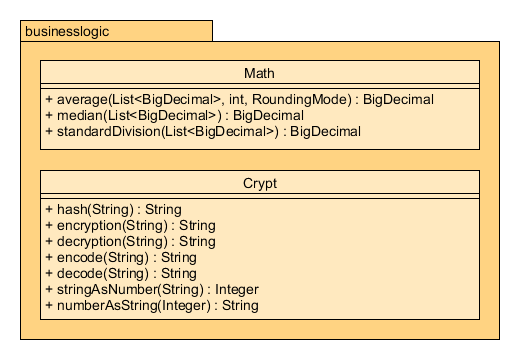 businesslogic
Math
+ average(List<BigDecimal>, int, RoundingMode) : BigDecimal
+ median(List<BigDecimal>) : BigDecimal
+ standardDivision(List<BigDecimal>) : BigDecimal
Crypt
+ hash(String) : String
+ encryption(String) : String
+ decryption(String) : String
+ encode(String) : String
+ decode(String) : String
+ stringAsNumber(String) : Integer
+ numberAsString(Integer) : String